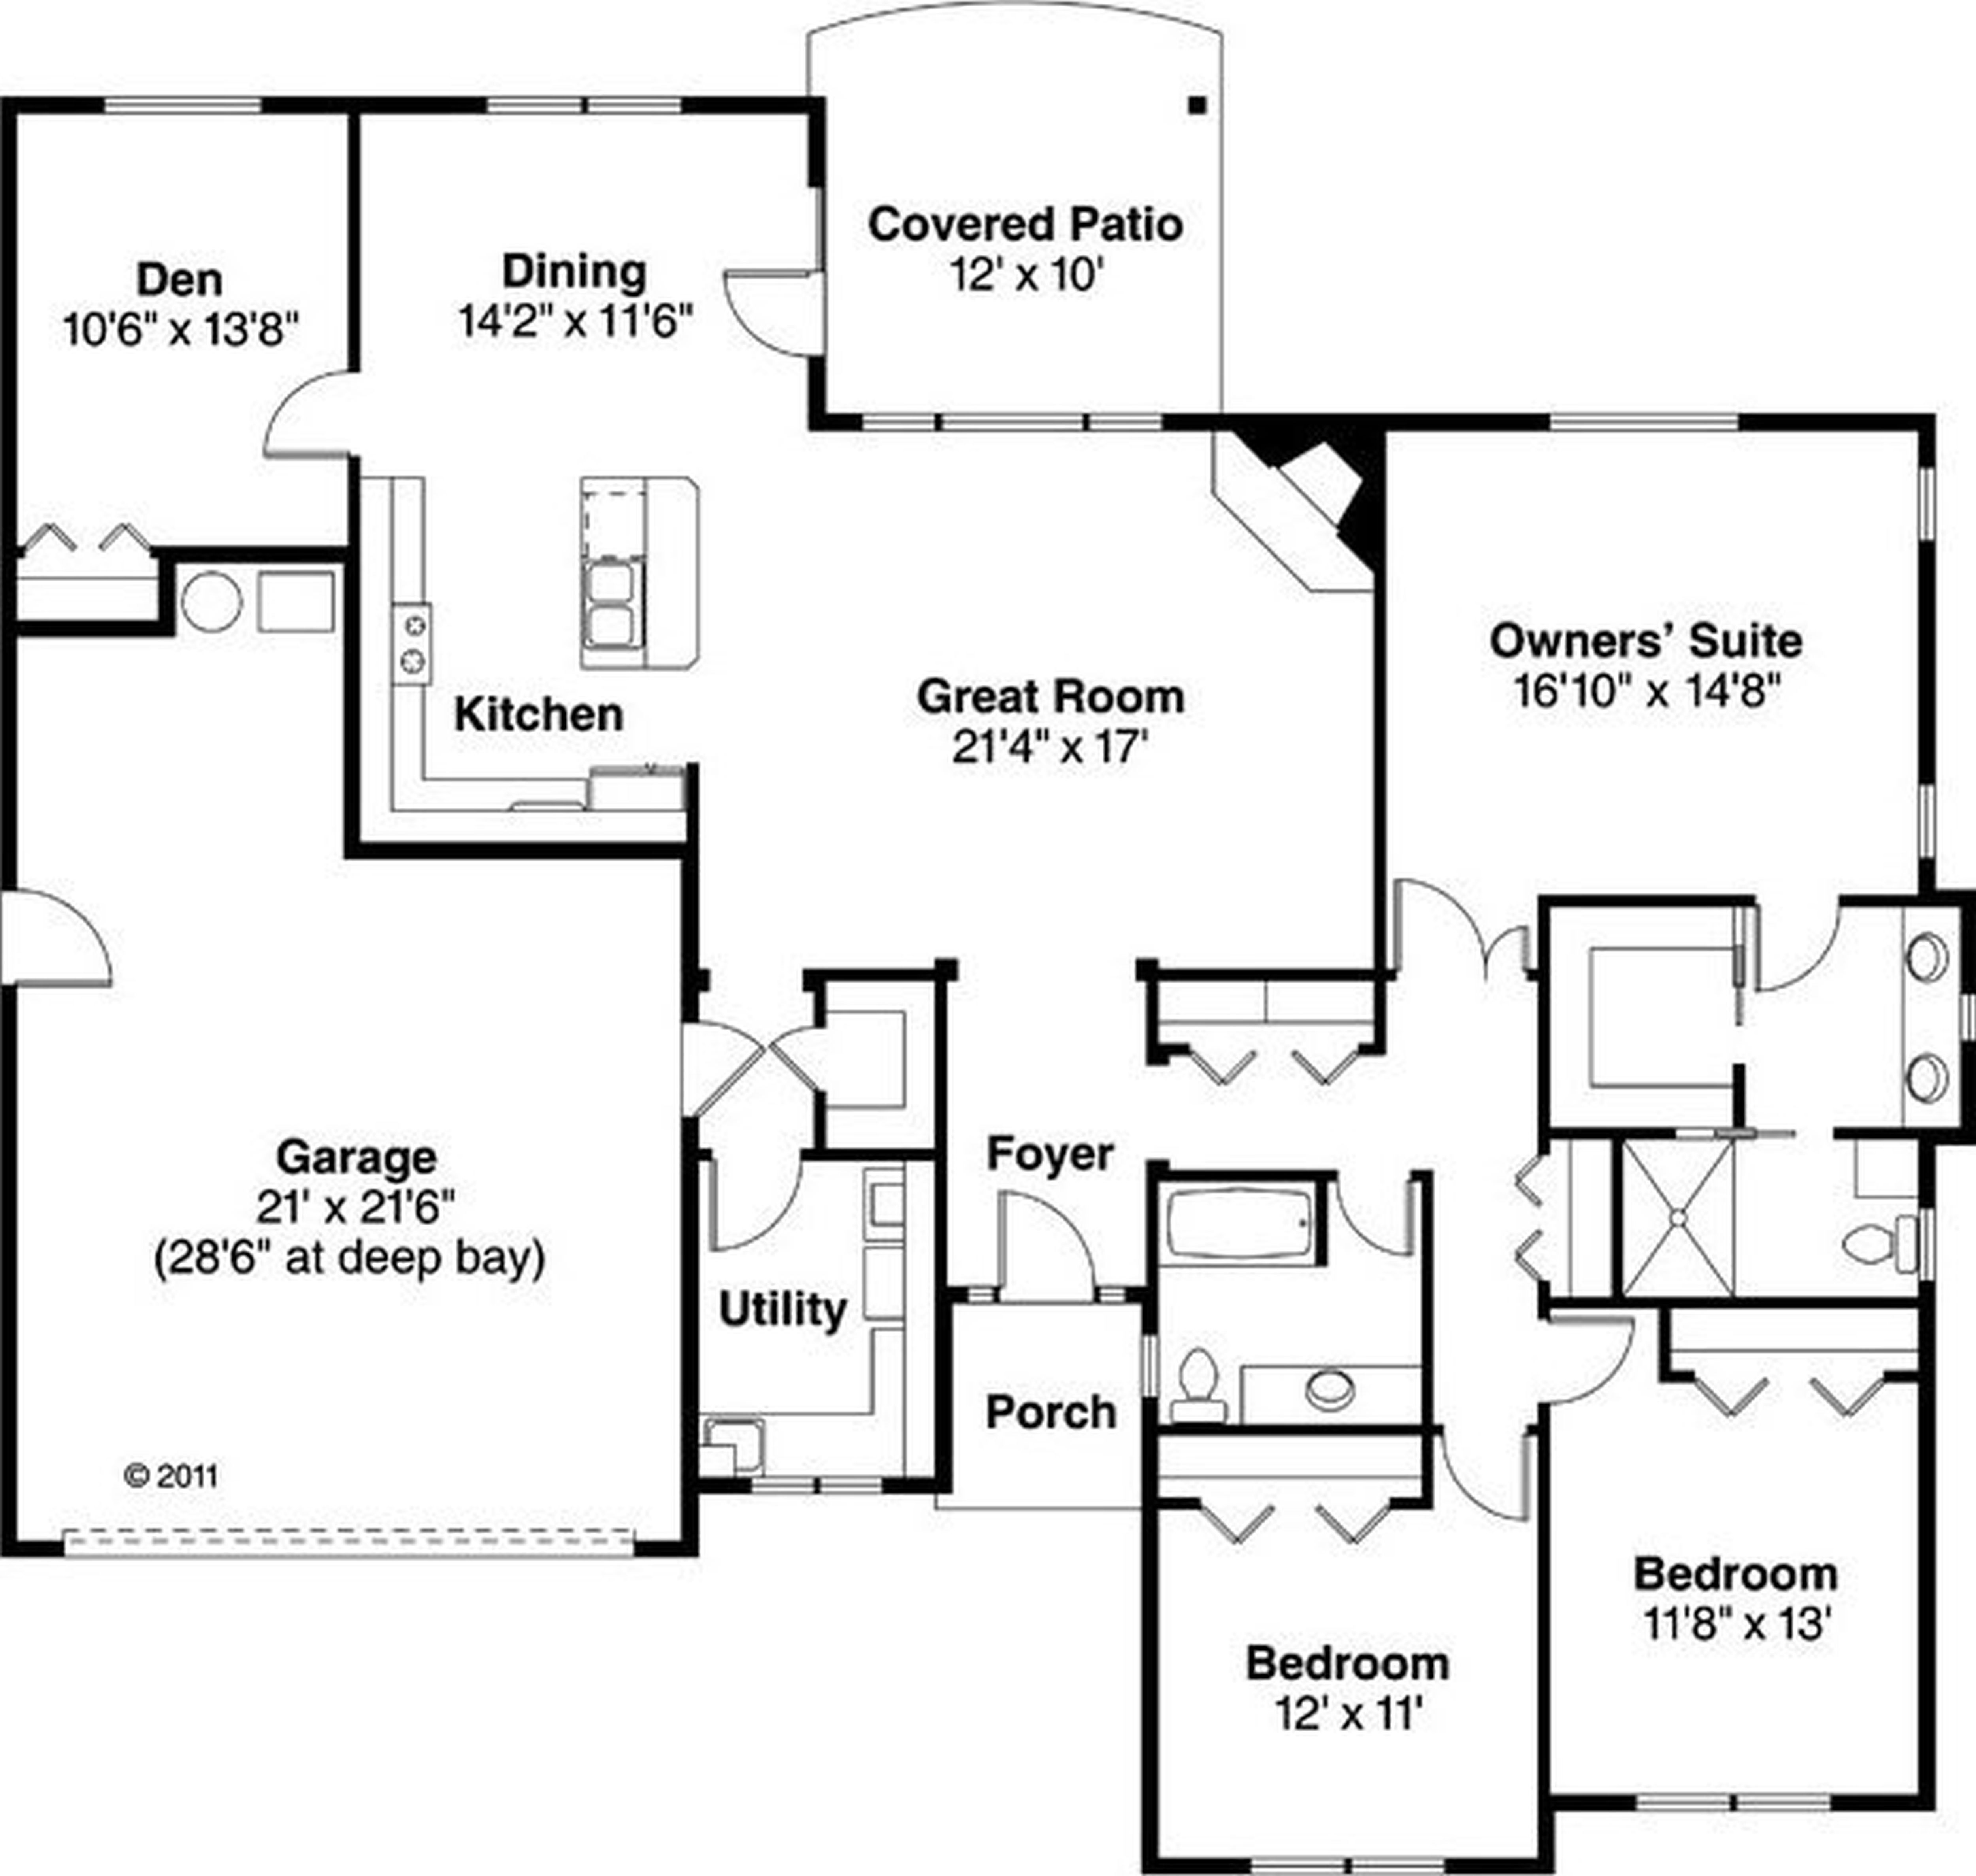 Covered Patio
12' x 10'
Den
10'6" x 13'8"
Dining
14'2" x 11'6"
Owners’ Suite
16'10" x 14'8"
Kitchen
Great Room
21'4" x 17'
Garage
21' x 21'6"
(28'6" at deep bay)
Foyer
Utility
Porch
© 2011
Bedroom
11'8" x 13'
Bedroom
12' x 11'